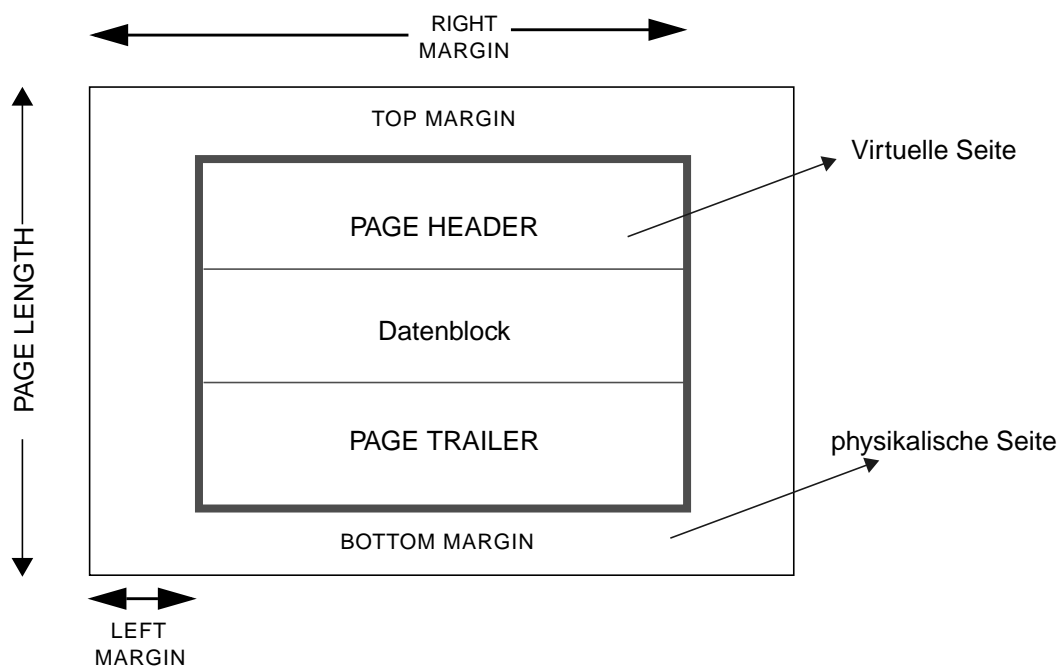 RIGHT
MARGIN
TOP MARGIN
Virtuelle Seite
PAGE HEADER
PAGE LENGTH
Datenblock
PAGE TRAILER
physikalische Seite
BOTTOM MARGIN
LEFT
MARGIN